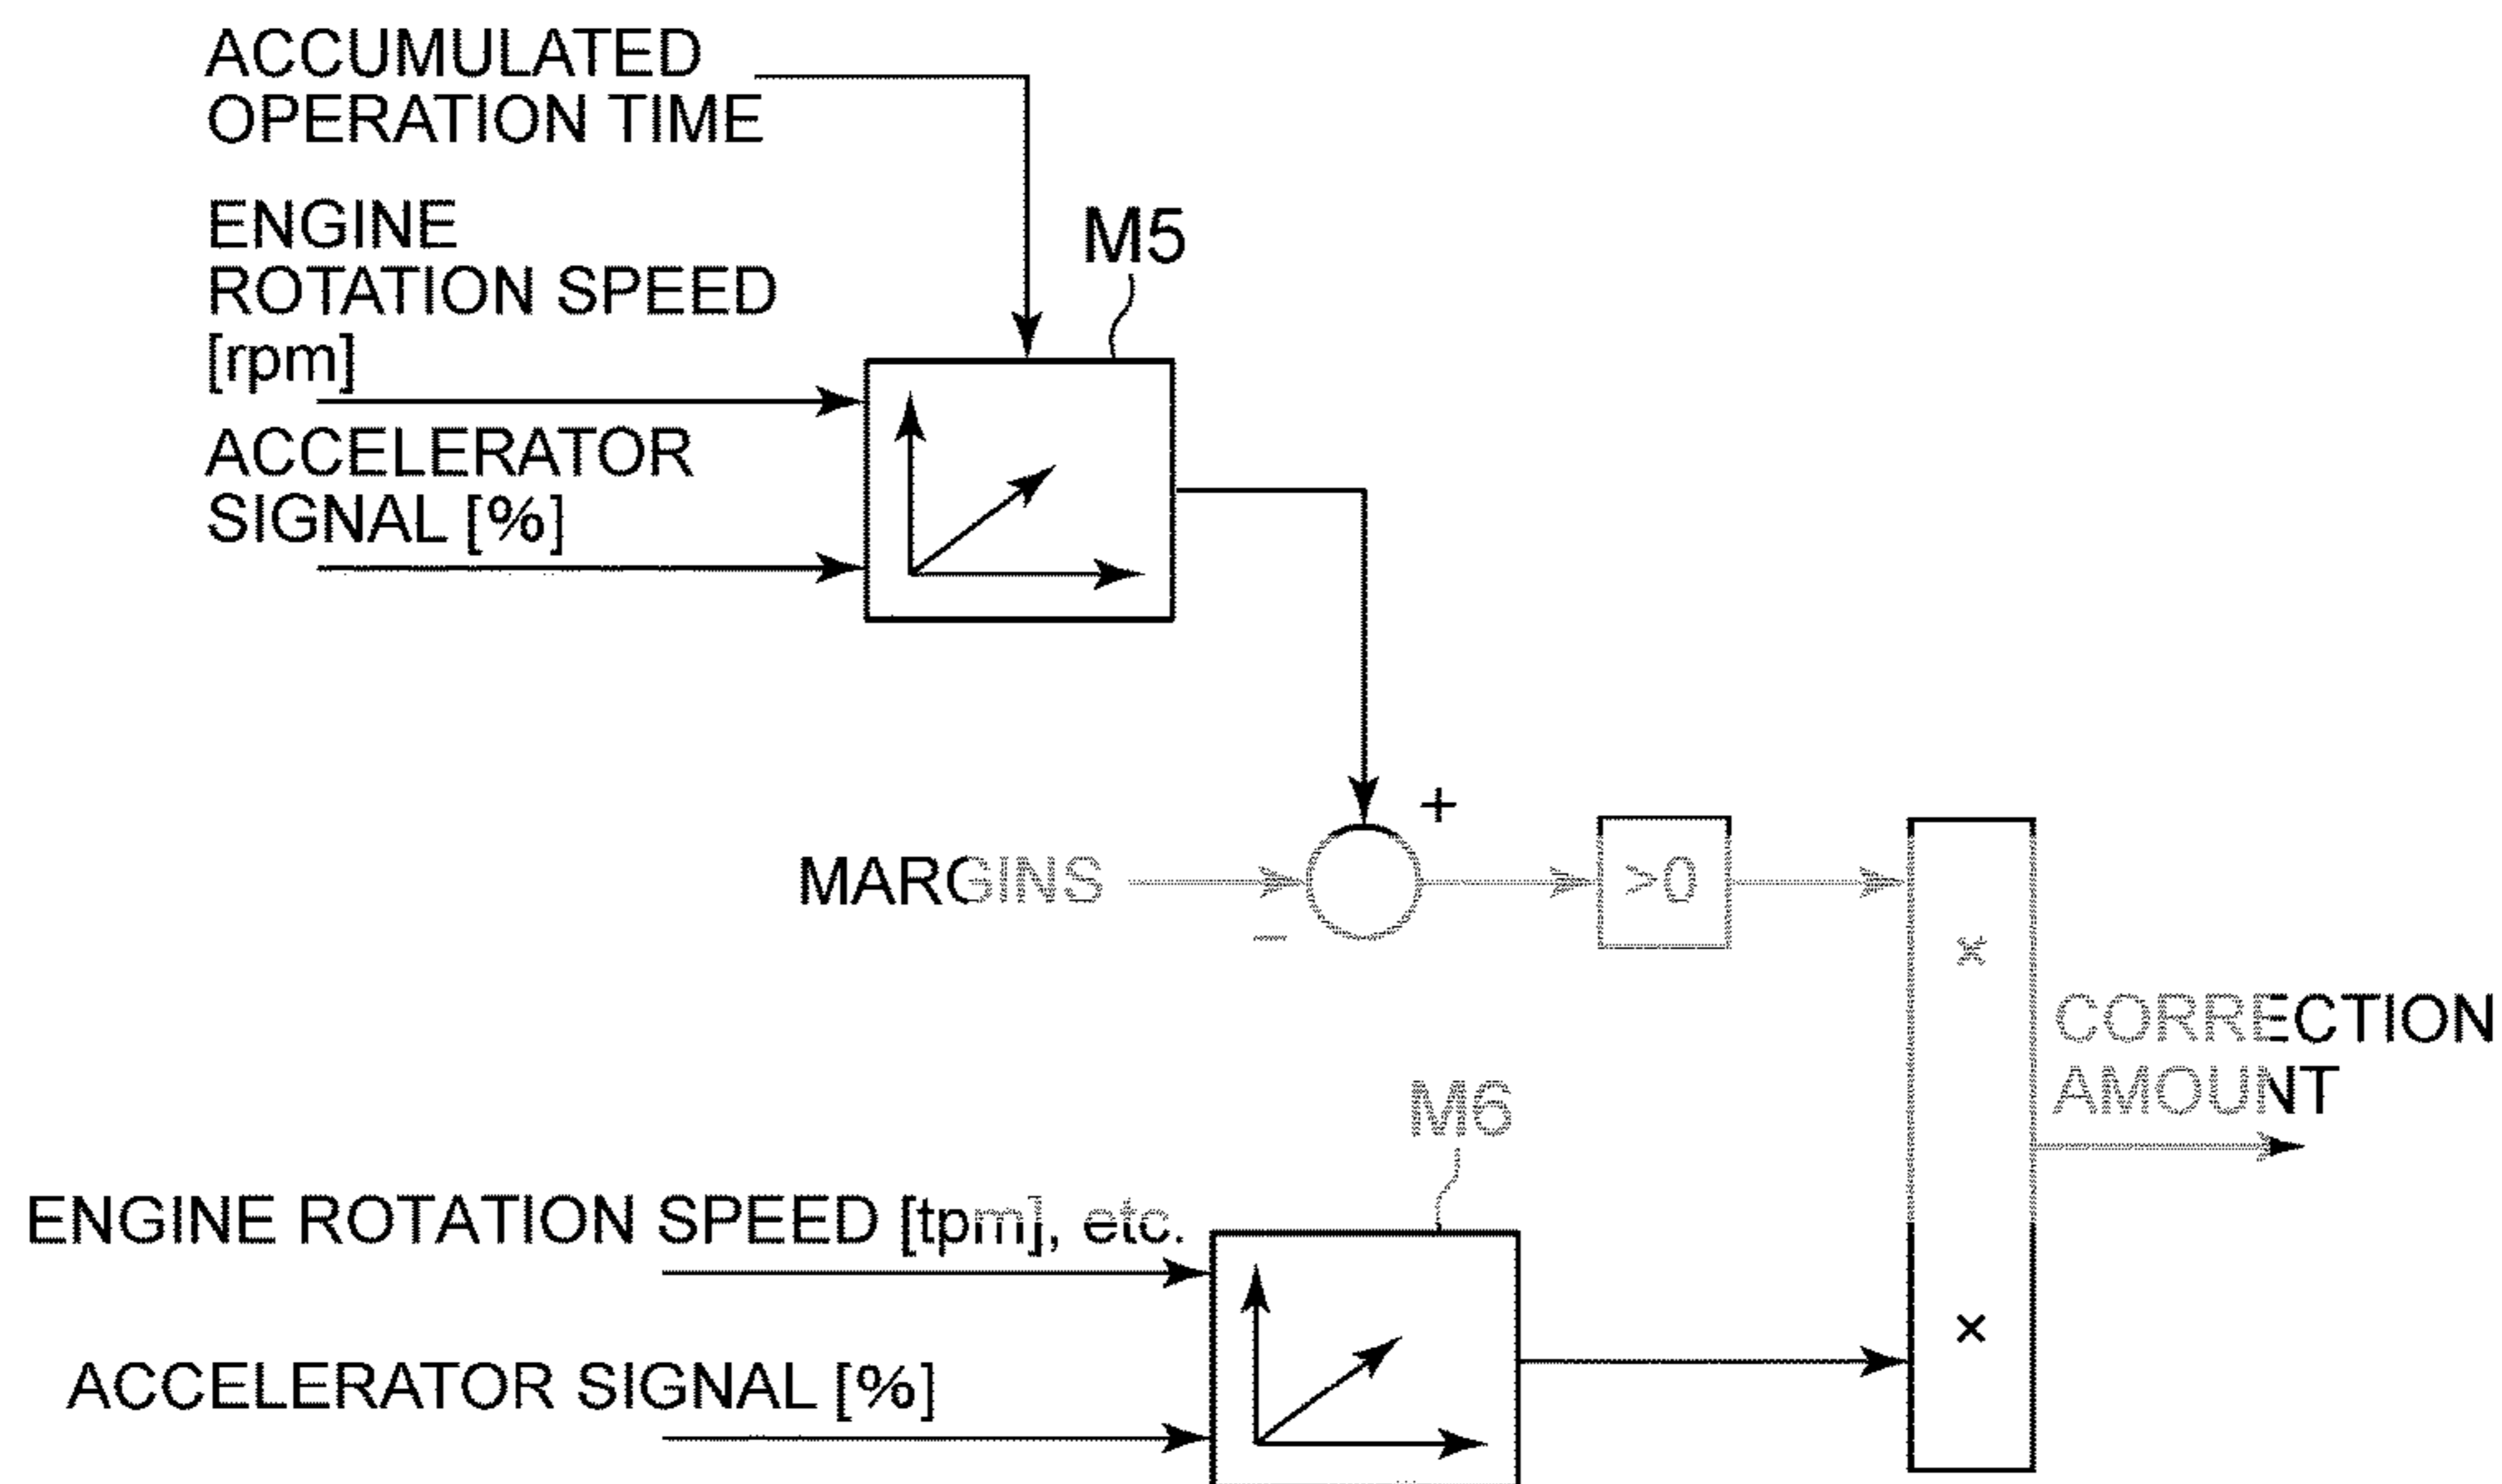 ACCUMULATED
OPERATION TIME
ENGINE
ROTATION SPEED
[rpm]
M5
ACCELERATOR
SIGNAL [%]
+
MARGINS
>0
−
×
CORRECTION
AMOUNT
M6
ENGINE ROTATION SPEED [tpm], etc.
×
ACCELERATOR SIGNAL [%]